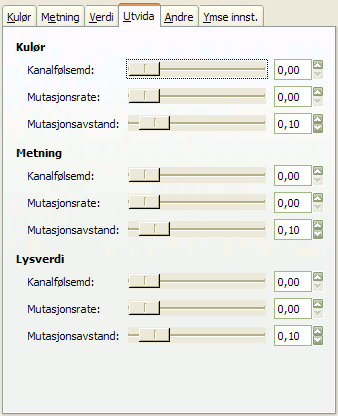 Kulør Metning Verdi Utvida Andre Ymse innst.
Kulør
Kanalfølsemd: 0,00
Mutasjonsrate: 0,00
Mutasjonsavstand: 0,10
Metning
Kanalfølsemd: 0,00
Mutasjonsrate: 0,00
Mutasjonsavstand: 0,10
Lysverdi
Kanalfølsemd: 0,00
Mutasjonsrate: 0,00
Mutasjonsavstand: 0,10